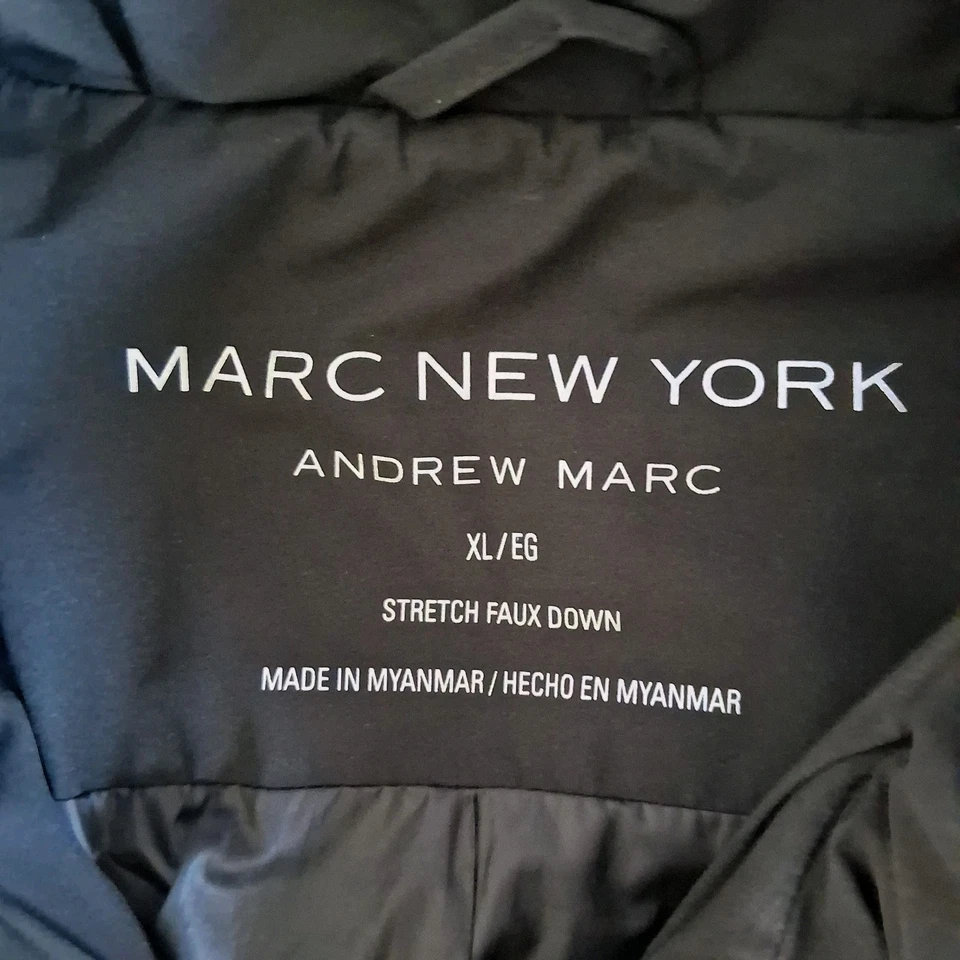 MARC NEW YORK
ANDREW MARC
XL/EG
STRETCH FAUX DOWN
MADE IN MYANMAR/HECHO EN MYANMAR